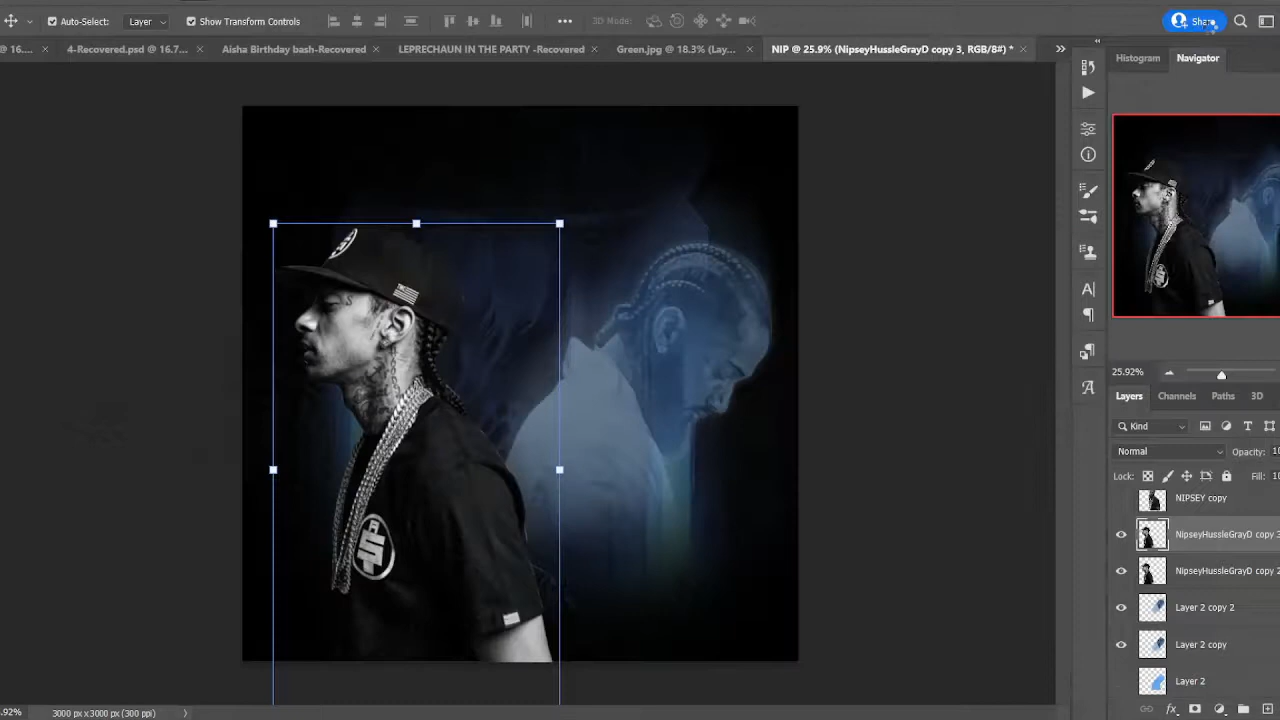 Auto-Select: Layer Show Transform Controls 3D Mode: Share
@ 16.... × 4-Recovered.psd @ 16.7... × Aisha Birthday bash-Recovered × LEPRECHAUN IN THE PARTY -Recovered × Green.jpg @ 18.3% (Lay... × NIP @ 25.9% (NipseyHussleGrayD copy 3, RGB/8#) * ×
Histogram Navigator
25.92%
Layers Channels Paths 3D
Kind
Normal Opacity:
Lock: Fill:
NIPSEY copy
NipseyHussleGrayD copy 3
NipseyHussleGrayD copy 2
Layer 2 copy 2
Layer 2 copy
Layer 2
.92% 3000 px x 3000 px (300 ppi)